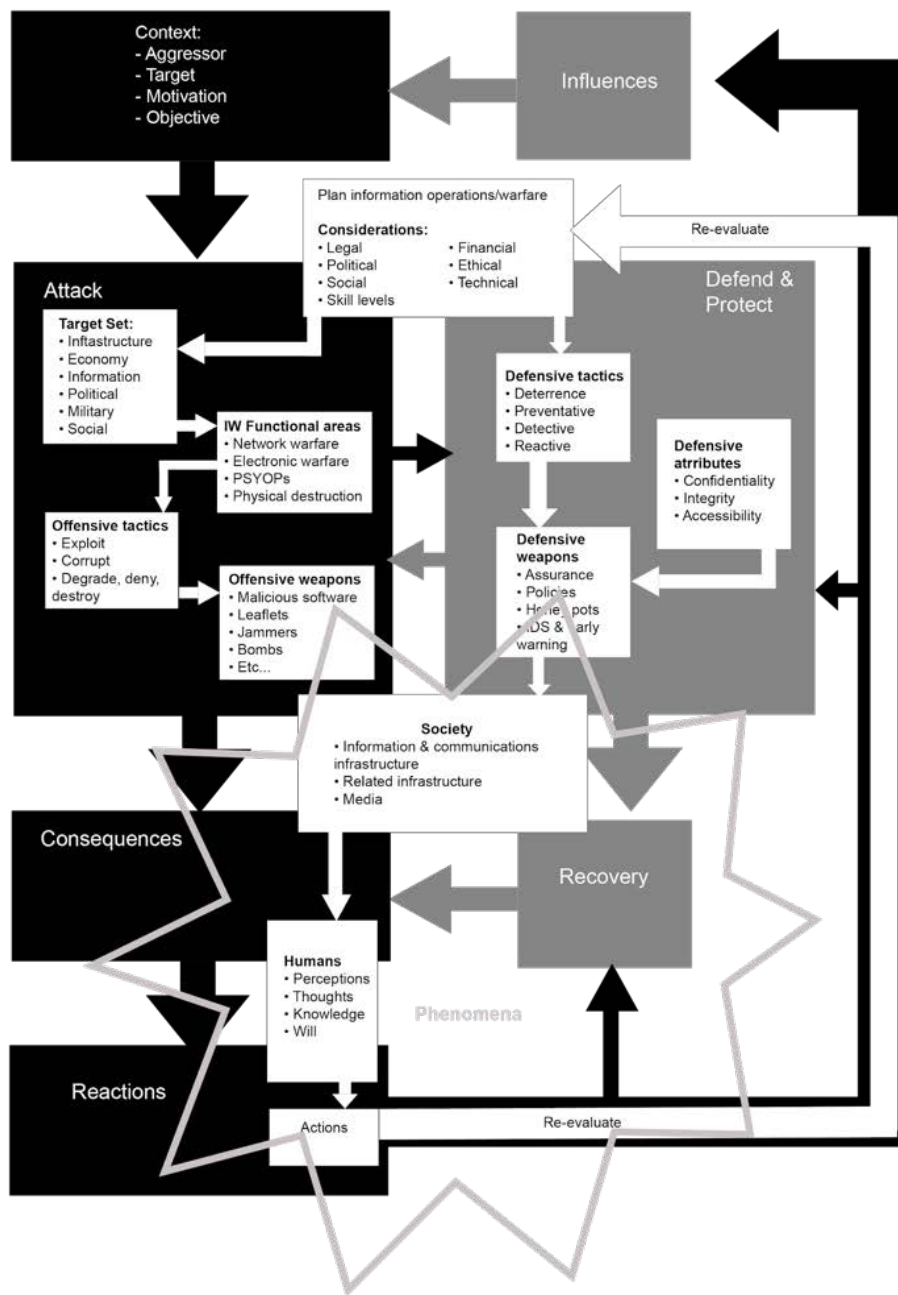 Context:
- Aggressor
- Target
- Motivation
- Objective
Influences
Plan information operations/warfare
Considerations:
• Legal
• Political
• Social
• Skill levels
• Financial
• Ethical
• Technical
Re-evaluate
Attack
Defend &
Protect
Target Set:
• Inftastructure
• Economy
• Information
• Political
• Military
• Social
IW Functional areas
• Network warfare
• Electronic warfare
• PSYOPs
• Physical destruction
Offensive tactics
• Exploit
• Corrupt
• Degrade, deny,
destroy
Offensive weapons
• Malicious software
• Leaflets
• Jammers
• Bombs
• Etc...
Defensive tactics
• Deterrence
• Preventative
• Detective
• Reactive
Defensive
atrributes
• Confidentiality
• Integrity
• Accessibility
Defensive
weapons
• Assurance
• Policies
• Honey pots
• IDS & early
warning
Society
• Information & communications
infrastructure
• Related infrastructure
• Media
Consequences
Recovery
Humans
• Perceptions
• Thoughts
• Knowledge
• Will
Phenomena
Reactions
Actions
Re-evaluate